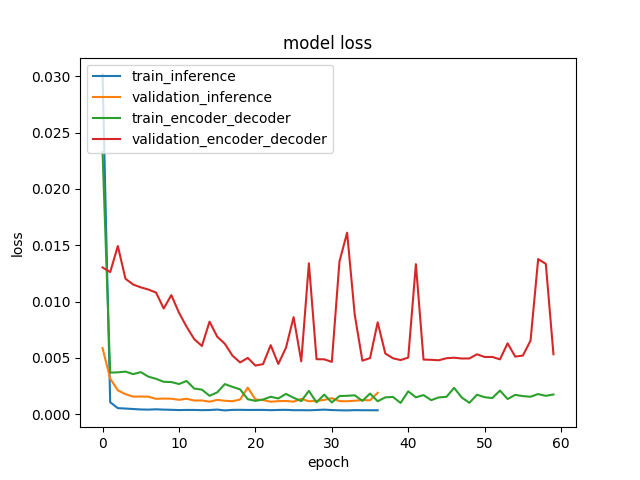 model loss
train_inference
validation_inference
train_encoder_decoder
validation_encoder_decoder
loss
0.030
0.025
0.020
0.015
0.010
0.005
0.000
0 10 20 30 40 50 60
epoch